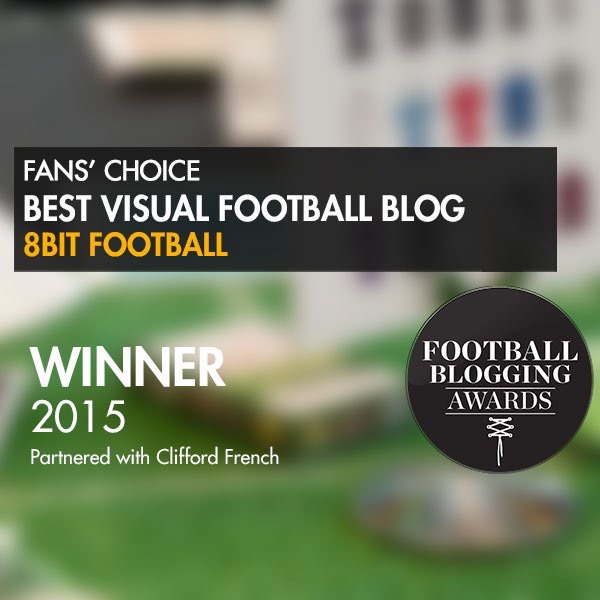 FANS’ CHOICE
BEST VISUAL FOOTBALL BLOG
8BIT FOOTBALL
WINNER
2015
Partnered with Clifford French
FOOTBALL
BLOGGING
AWARDS